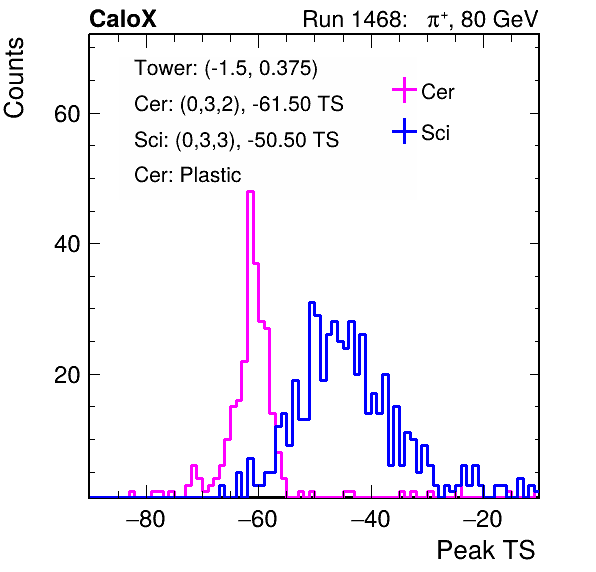 CaloX Run 1468: π⁺, 80 GeV
Counts
Tower: (-1.5, 0.375)
Cer: (0,3,2), -61.50 TS
Sci: (0,3,3), -50.50 TS
Cer: Plastic
Cer
Sci
60
40
20
−80 −60 −40 −20
Peak TS